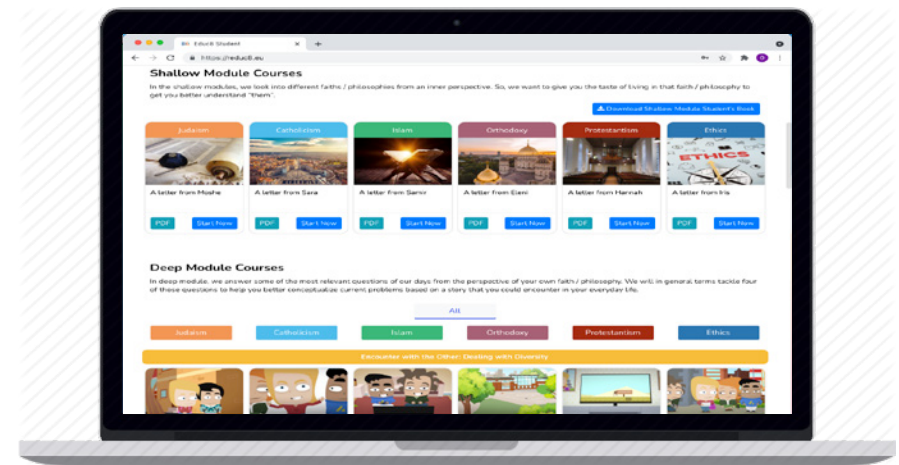 Educ8 Student
https://educ8.eu
Shallow Module Courses
In the shallow modules, we look into different faiths / philosophies from an inner perspective. So, we want to give you the taste of living in that faith / philosophy to
get you better understand "them".
Download Shallow Module Student's Book
Judaism Catholicism Islam Orthodoxy Protestantism Ethics
ETHICS
A letter from Moshe A letter from Sara A letter from Samir A letter from Eleni A letter from Hannah A letter from Iris
PDF Start Now PDF Start Now PDF Start Now PDF Start Now PDF Start Now PDF Start Now
Deep Module Courses
In deep module, we answer some of the most relevant questions of our days from the perspective of your own faith / philosophy. We will in general terms tackle four
of these questions to help you better conceptualize current problems based on a story that you could encounter in your everyday life.
All
Judaism Catholicism Islam Orthodoxy Protestantism Ethics
Encounter with the Other: Dealing with Diversity